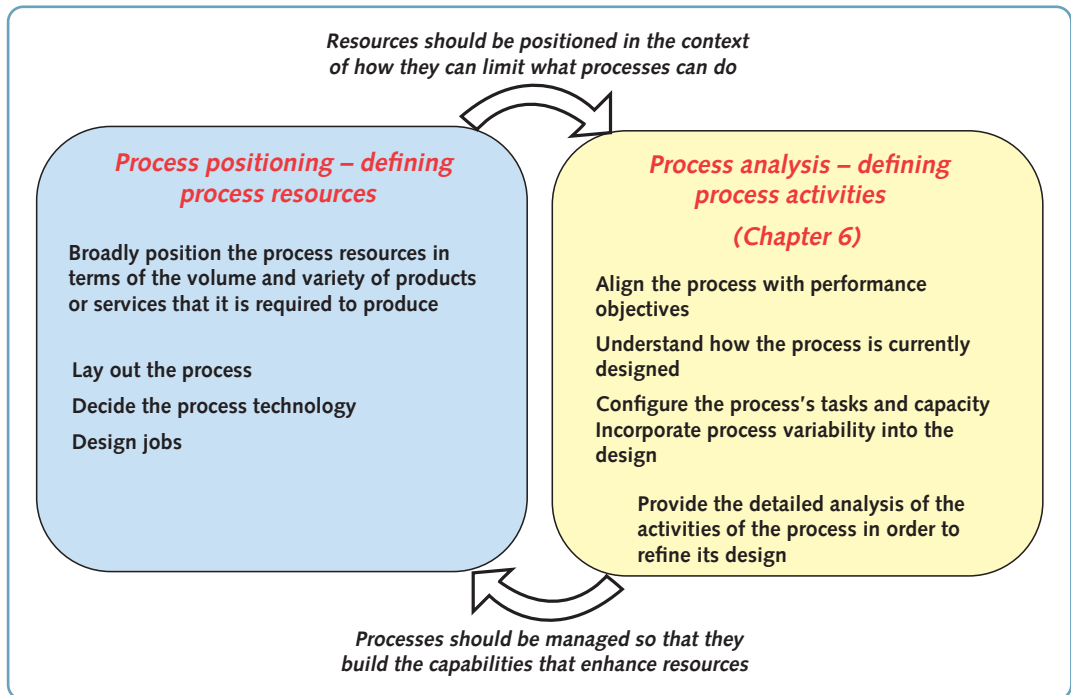 Resources should be positioned in the context
of how they can limit what processes can do
Process positioning – defining
process resources
Broadly position the process resources in
terms of the volume and variety of products
or services that it is required to produce
Lay out the process
Decide the process technology
Design jobs
Process analysis – defining
process activities
(Chapter 6)
Align the process with performance
objectives
Understand how the process is currently
designed
Configure the process’s tasks and capacity
Incorporate process variability into the
design
Provide the detailed analysis of the
activities of the process in order to
refine its design
Processes should be managed so that they
build the capabilities that enhance resources